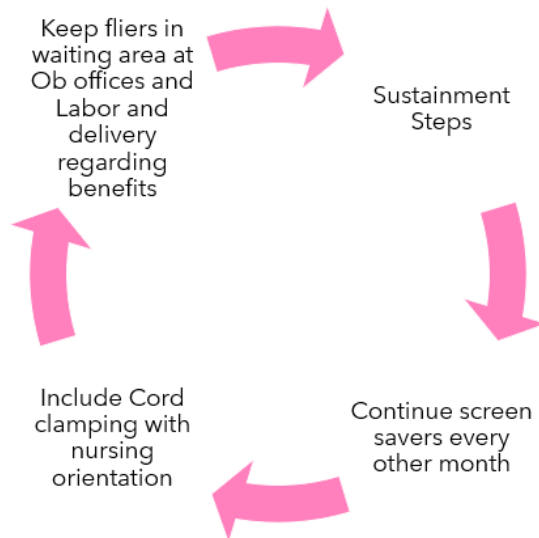 Keep fliers in
waiting area at
Ob offices and
Labor and
delivery
regarding
benefits
Sustainment
Steps
Continue screen
savers every
other month
Include Cord
clamping with
nursing
orientation